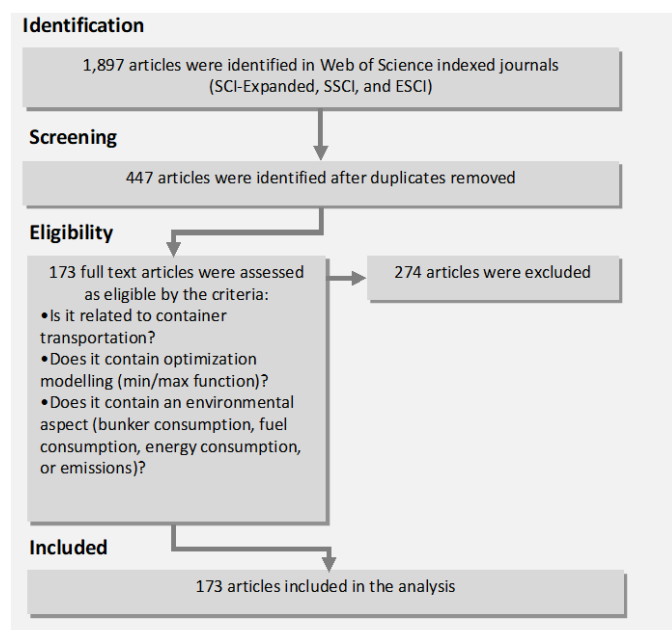 Identification
1,897 articles were identified in Web of Science indexed journals
(SCI-Expanded, SSCI, and ESCI)
Screening
447 articles were identified after duplicates removed
Eligibility
173 full text articles were assessed
as eligible by the criteria:
•Is it related to container
transportation?
•Does it contain optimization
modelling (min/max function)?
•Does it contain an environmental
aspect (bunker consumption, fuel
consumption, energy consumption,
or emissions)?
274 articles were excluded
Included
173 articles included in the analysis